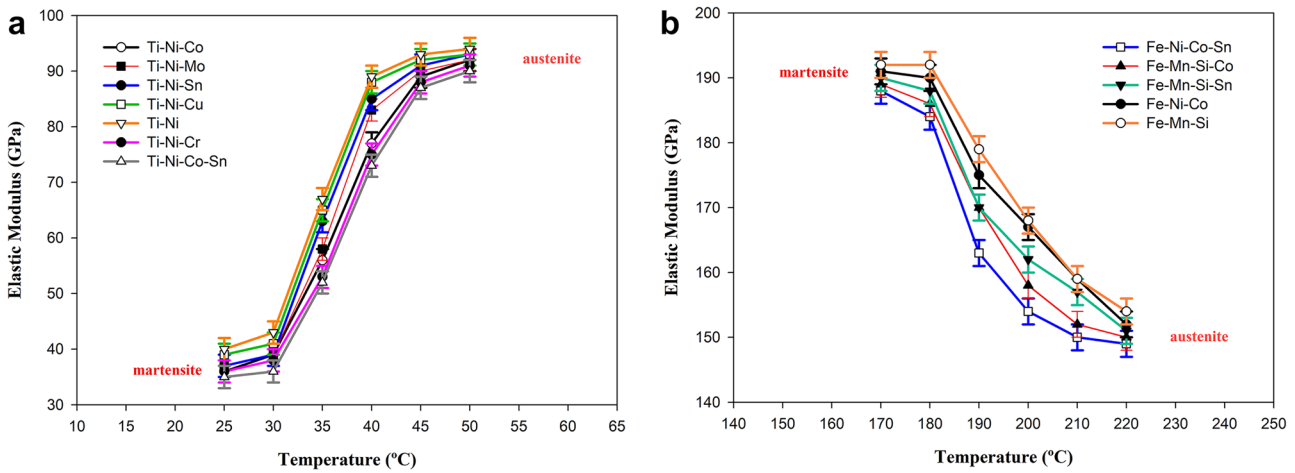 a
Elastic Modulus (GPa)
100
90
80
70
60
50
40
30
Ti-Ni-Co
Ti-Ni-Mo
Ti-Ni-Sn
Ti-Ni-Cu
Ti-Ni
Ti-Ni-Cr
Ti-Ni-Co-Sn
austenite
martensite
10 15 20 25 30 35 40 45 50 55 60 65
Temperature (ºC)
b
Elastic Modulus (GPa)
200
190
180
170
160
150
140
martensite
Fe-Ni-Co-Sn
Fe-Mn-Si-Co
Fe-Mn-Si-Sn
Fe-Ni-Co
Fe-Mn-Si
austenite
140 150 160 170 180 190 200 210 220 230 240 250
Temperature (ºC)